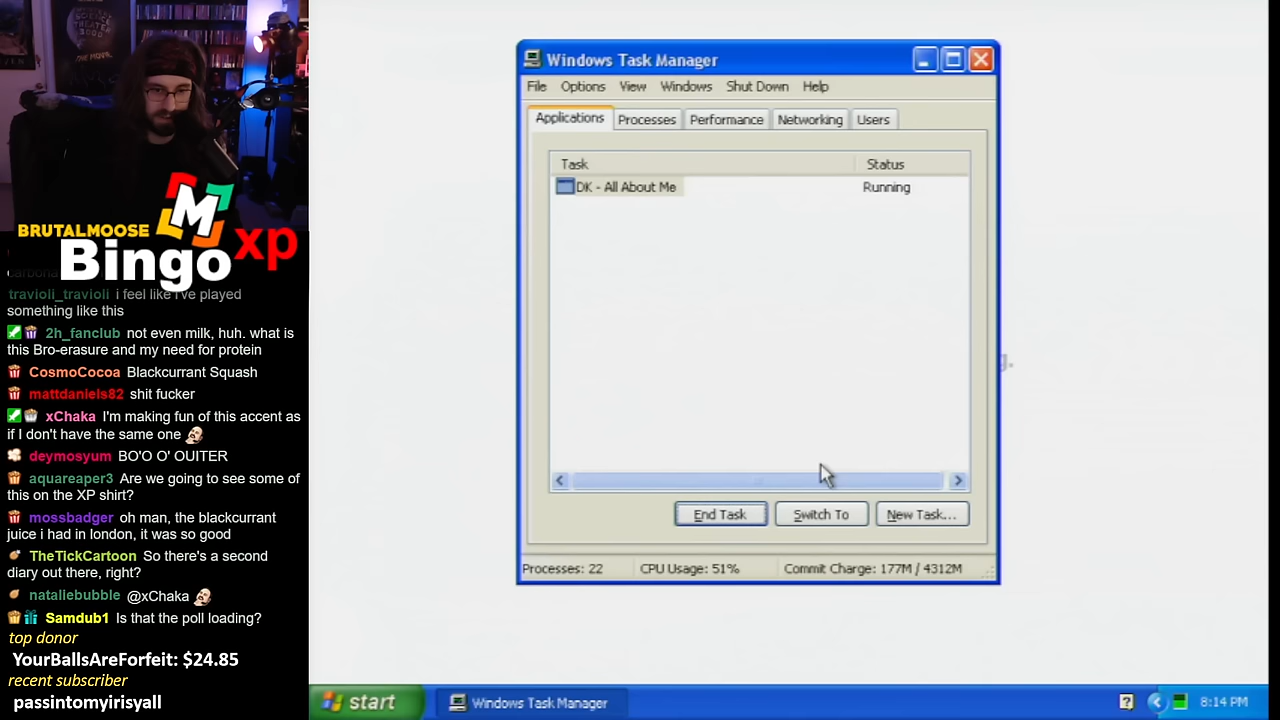 BRUTALMOOSE
M
Bingo
xp
travioli_travioli i feel like i've played
something like this
2h_fanclub not even milk, huh. what is
this Bro-erasure and my need for protein
CosmoCocoa Blackcurrant Squash
mattdaniels82 shit fucker
xChaka I'm making fun of this accent as
if I don't have the same one
deymosyum BO'O O' OUITER
aquareaper3 Are we going to see some of
this on the XP shirt?
mossbadger oh man, the blackcurrant
juice i had in london, it was so good
TheTickCartoon So there's a second
diary out there, right?
nataliebubble @xChaka
Samdub1 Is that the poll loading?
top donor
YourBallsAreForfeit: $24.85
recent subscriber
passintomyirisyall
Windows Task Manager
File Options View Windows Shut Down Help
Applications Processes Performance Networking Users
Task Status
DK - All About Me Running
End Task Switch To New Task...
Processes: 22 CPU Usage: 51% Commit Charge: 177M / 4312M
start Windows Task Manager 8:14 PM